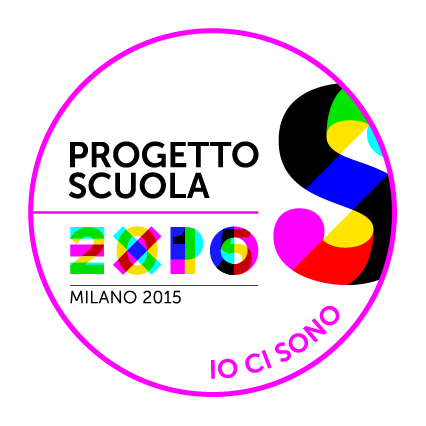 PROGETTO
SCUOLA
EXPO
MILANO 2015
IO CI SONO
S